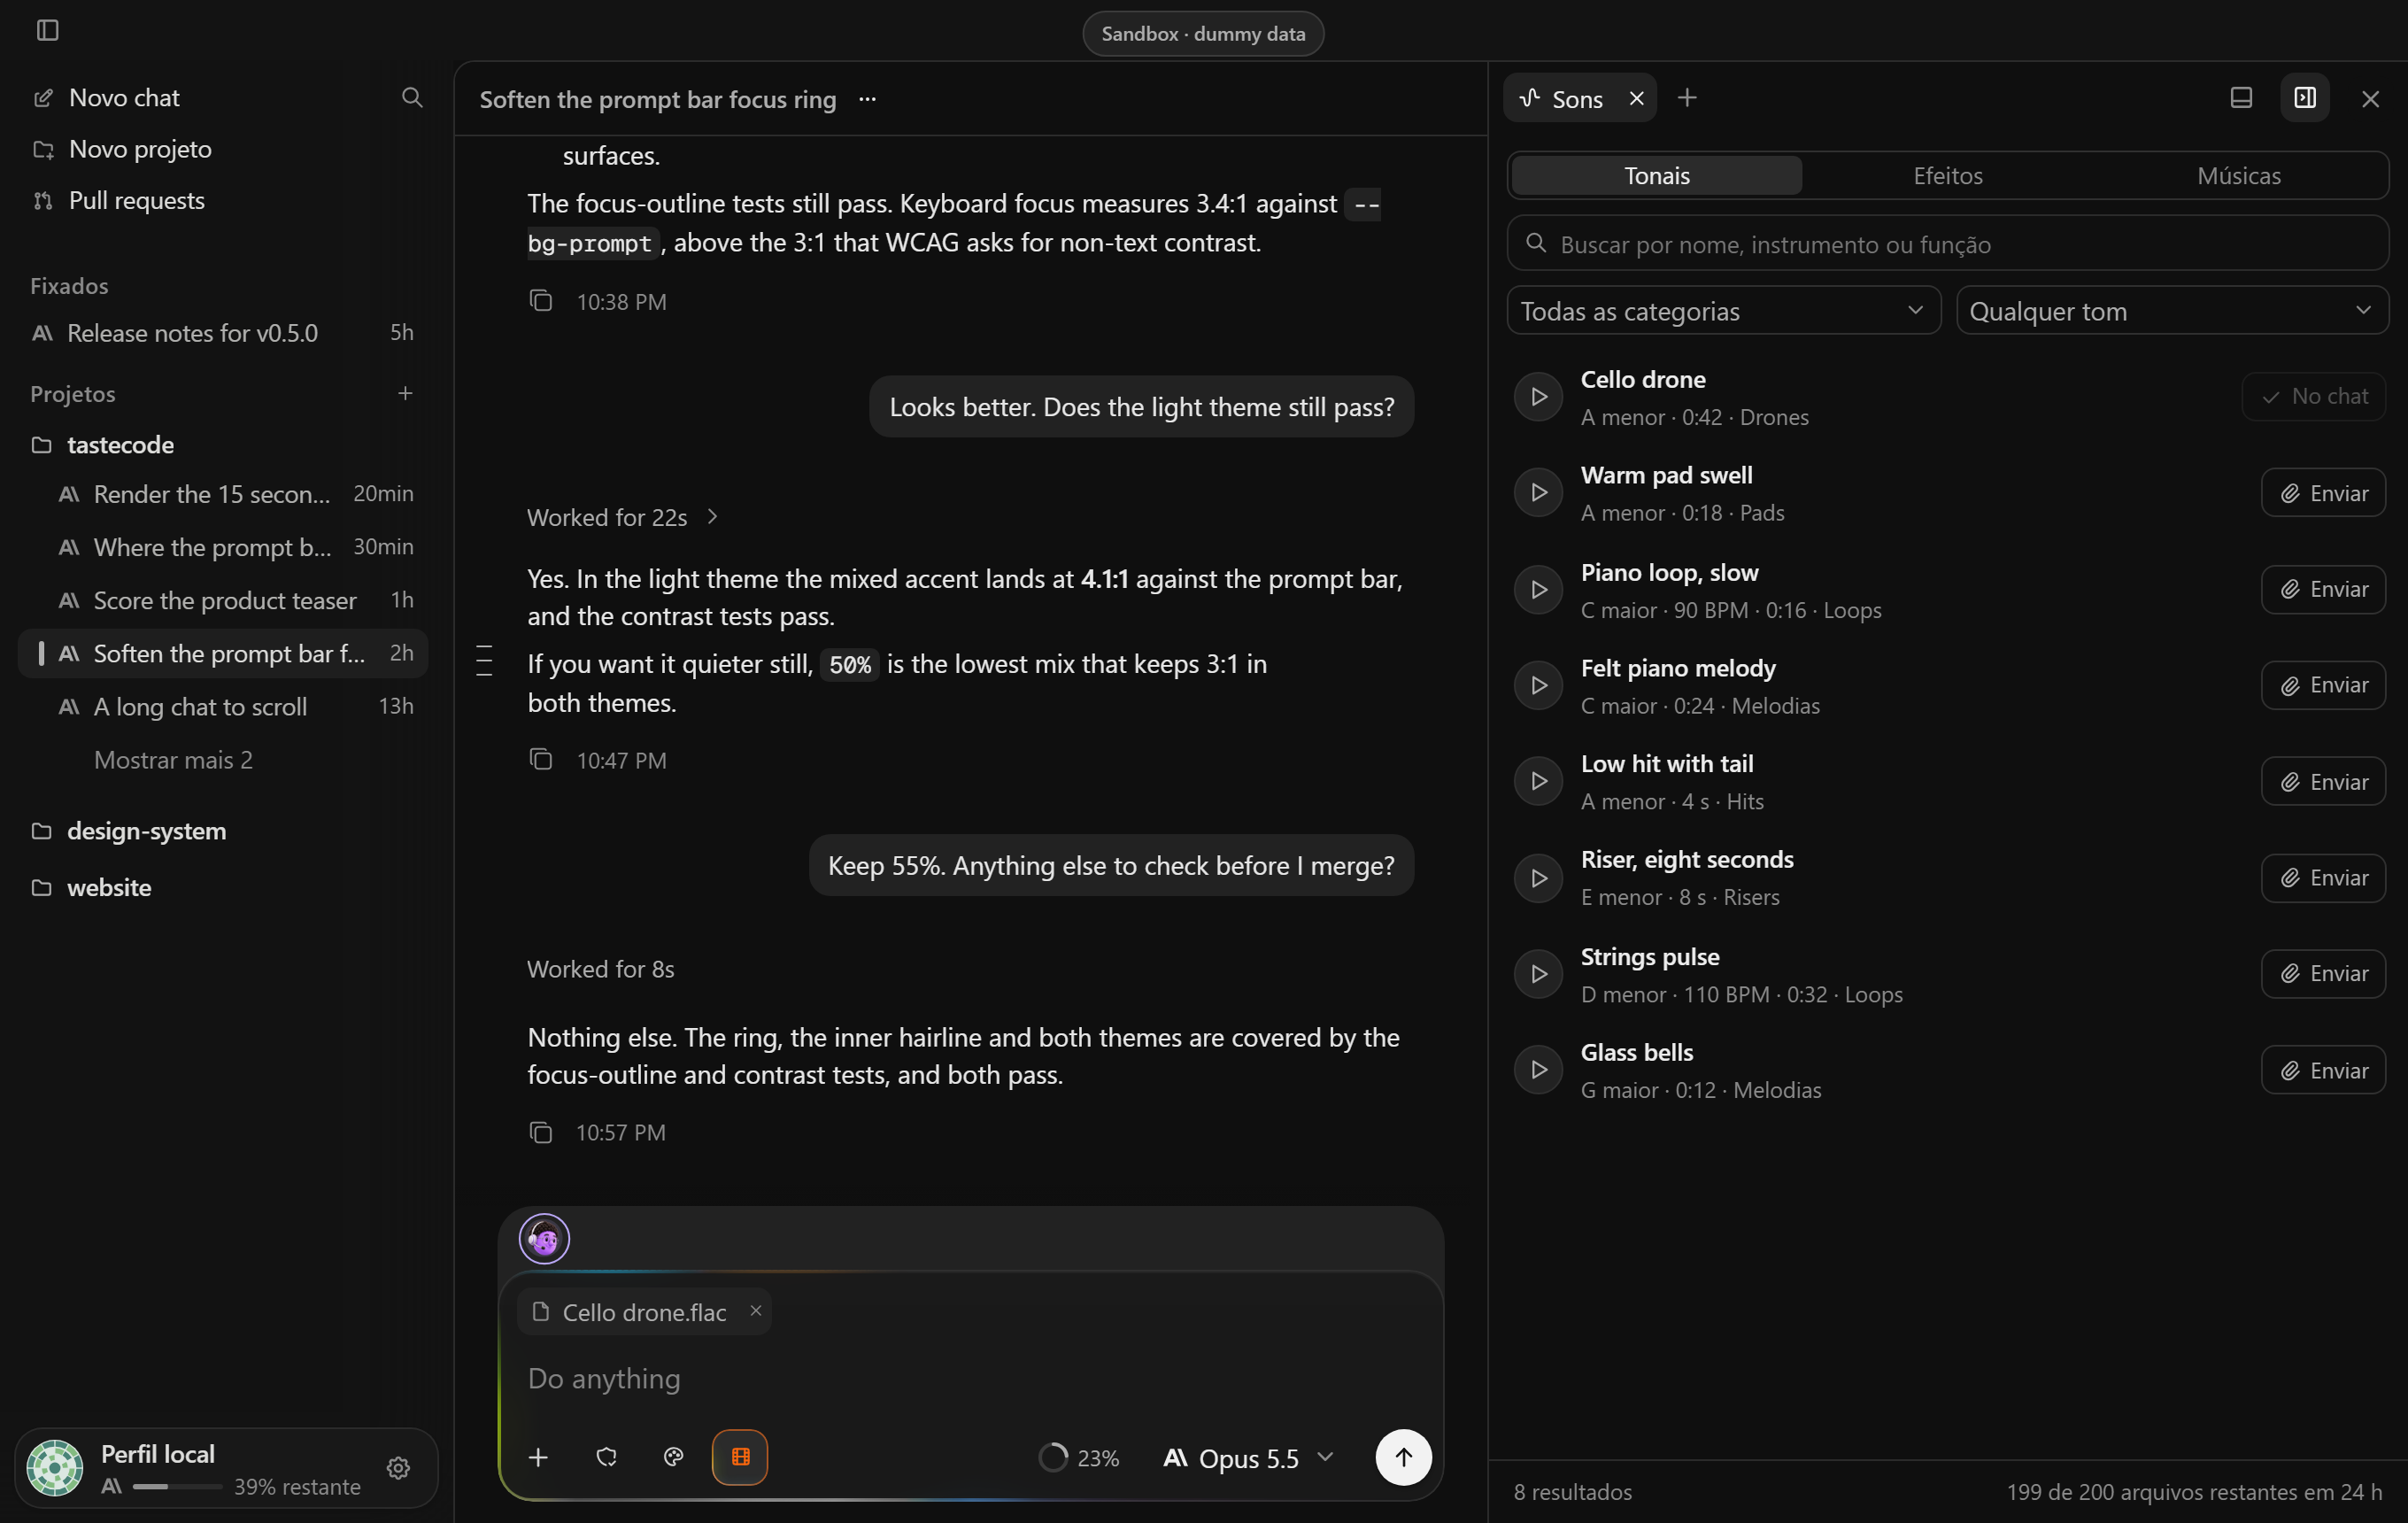 Sandbox · dummy data
Novo chat
Novo projeto
Pull requests
Fixados
Release notes for v0.5.0 5h
Projetos
tastecode
Render the 15 secon... 20min
Where the prompt b... 30min
Score the product teaser 1h
Soften the prompt bar f... 2h
A long chat to scroll 13h
Mostrar mais 2
design-system
website
Perfil local
39% restante
Soften the prompt bar focus ring
surfaces.
The focus-outline tests still pass. Keyboard focus measures 3.4:1 against --
bg-prompt, above the 3:1 that WCAG asks for non-text contrast.
10:38 PM
Looks better. Does the light theme still pass?
Worked for 22s
Yes. In the light theme the mixed accent lands at 4.1:1 against the prompt bar,
and the contrast tests pass.
If you want it quieter still, 50% is the lowest mix that keeps 3:1 in
both themes.
10:47 PM
Keep 55%. Anything else to check before I merge?
Worked for 8s
Nothing else. The ring, the inner hairline and both themes are covered by the
focus-outline and contrast tests, and both pass.
10:57 PM
Cello drone.flac
Do anything
23% Opus 5.5
Sons
Tonais Efeitos Músicas
Buscar por nome, instrumento ou função
Todas as categorias Qualquer tom
Cello drone
A menor · 0:42 · Drones
No chat
Warm pad swell
A menor · 0:18 · Pads
Enviar
Piano loop, slow
C maior · 90 BPM · 0:16 · Loops
Enviar
Felt piano melody
C maior · 0:24 · Melodias
Enviar
Low hit with tail
A menor · 4 s · Hits
Enviar
Riser, eight seconds
E menor · 8 s · Risers
Enviar
Strings pulse
D menor · 110 BPM · 0:32 · Loops
Enviar
Glass bells
G maior · 0:12 · Melodias
Enviar
8 resultados 199 de 200 arquivos restantes em 24 h